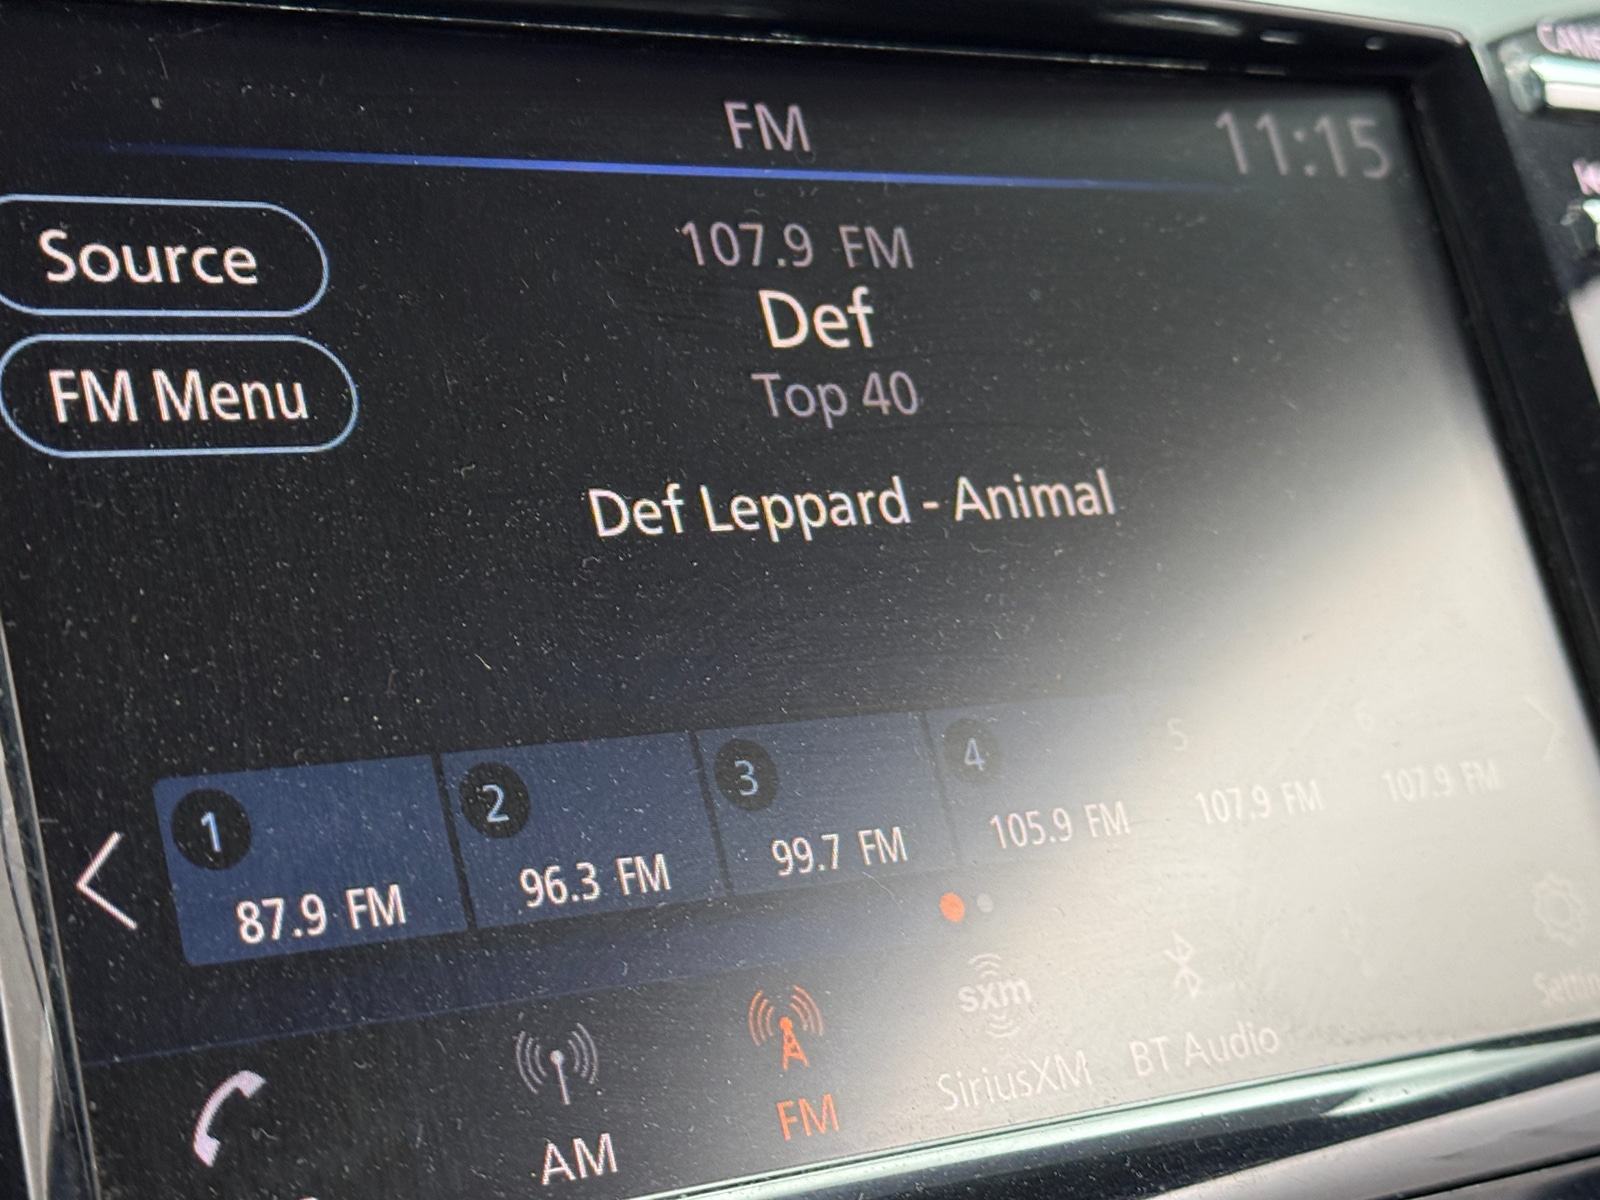 CAME
FM
11:15
Source
107.9 FM
Def
FM Menu
Top 40
Def Leppard - Animal
1
2
3
4
5
6
87.9 FM
96.3 FM
99.7 FM
105.9 FM
107.9 FM
107.9 FM
sxm
AM
FM
SiriusXM
BT Audio
Settin